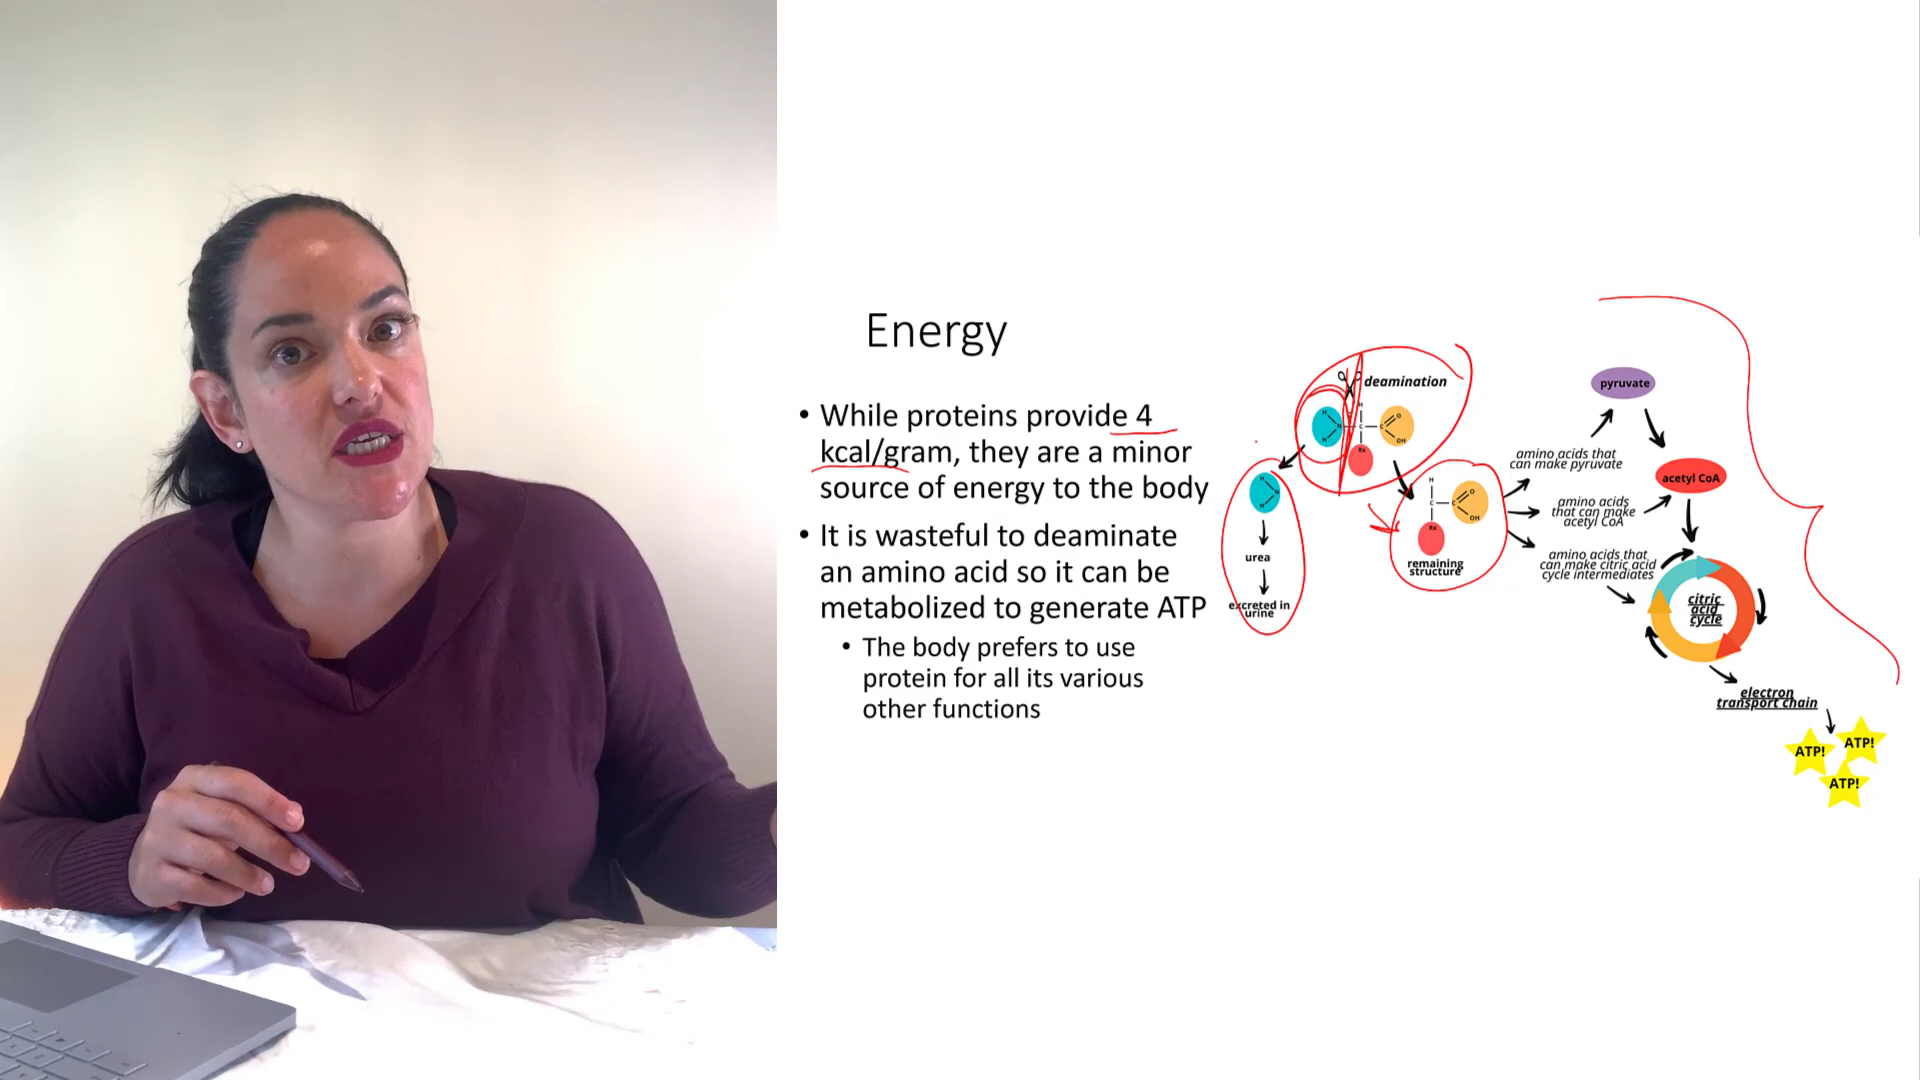 Energy
• While proteins provide 4
kcal/gram, they are a minor
source of energy to the body
• It is wasteful to deaminate
an amino acid so it can be
metabolized to generate ATP
• The body prefers to use
protein for all its various
other functions
deamination
H
N
H
H
C
Rx
C
O
OH
H
N
H
urea
excreted in
urine
H
C
C
O
OH
Rx
remaining
structure
amino acids that
can make pyruvate
amino acids
that can make
acetyl CoA
amino acids that
can make citric acid
cycle intermediates
pyruvate
acetyl CoA
citric
acid
cycle
electron
transport chain
ATP!
ATP!
ATP!